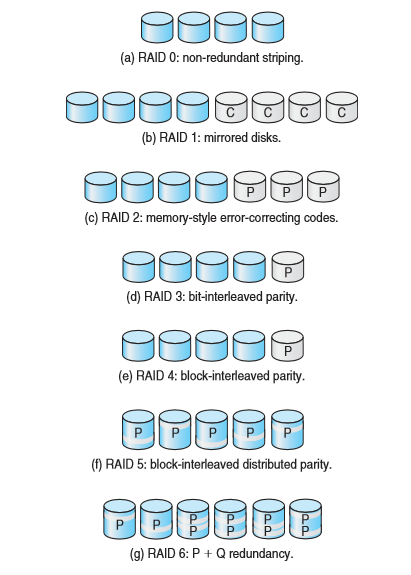 (a) RAID 0: non-redundant striping.
C C C C
(b) RAID 1: mirrored disks.
P P P
(c) RAID 2: memory-style error-correcting codes.
P
(d) RAID 3: bit-interleaved parity.
P
(e) RAID 4: block-interleaved parity.
P P P P P
(f) RAID 5: block-interleaved distributed parity.
P P P P P P
P P P P
(g) RAID 6: P + Q redundancy.